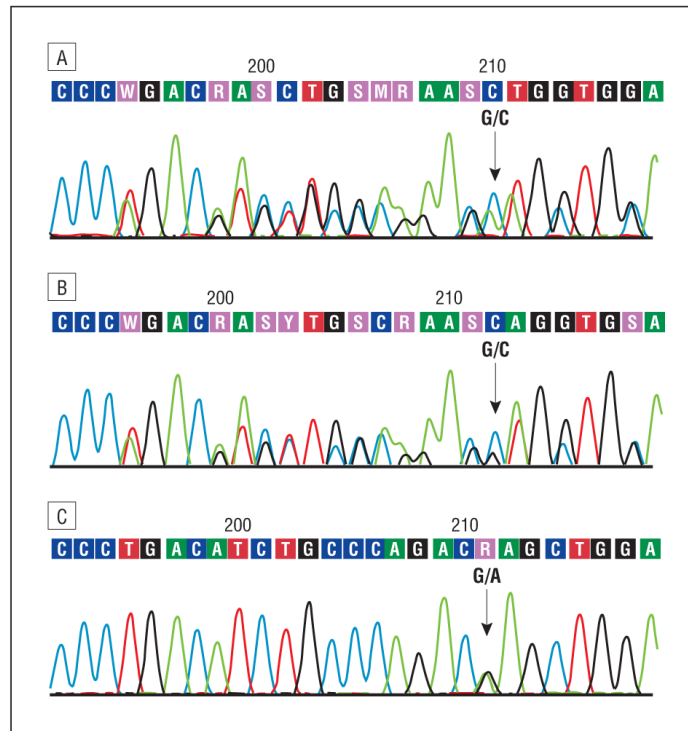 A
200 210
CCCWGACRASCTGSMRAASCTGGTGGA
G/C
B
200 210
CCCWGACRASYTGSCRAASCAGGTGSA
G/C
C
200 210
CCCTGACATCTGCCCAGACRAGCTGGA
G/A